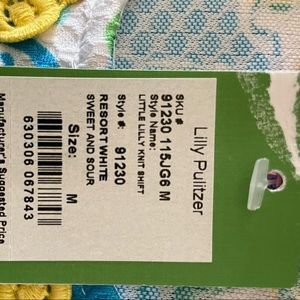 Lilly Pulitzer
SKU #
91230 115JG6 M
Style Name:
LITTLE LILLY KNIT SHIFT
Style #: 91230
RESORT WHITE
SWEET AND SOUR
Size: M
630306 067843
Manufacturer's Suggested Price